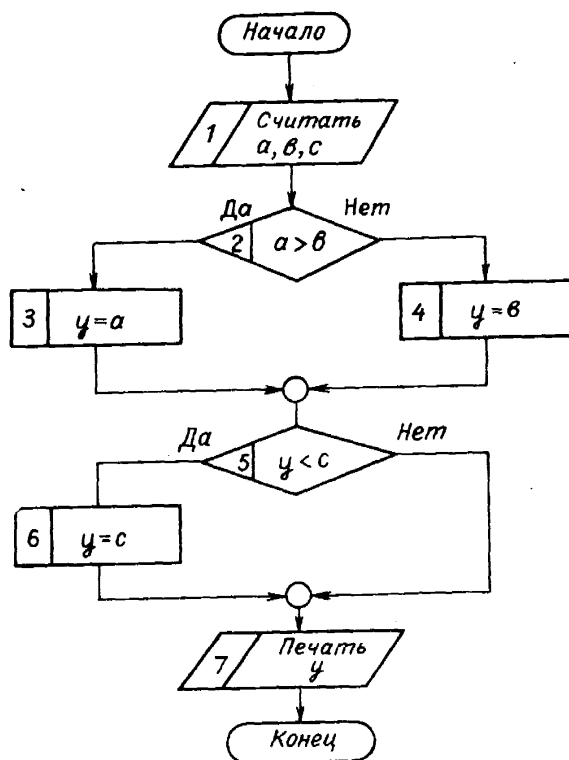 Начало
1 Считать
а, в, с
Да Нет
2 а > в
3 у = а
4 у = в
Да Нет
5 у < с
6 у = с
7 Печать
у
Конец